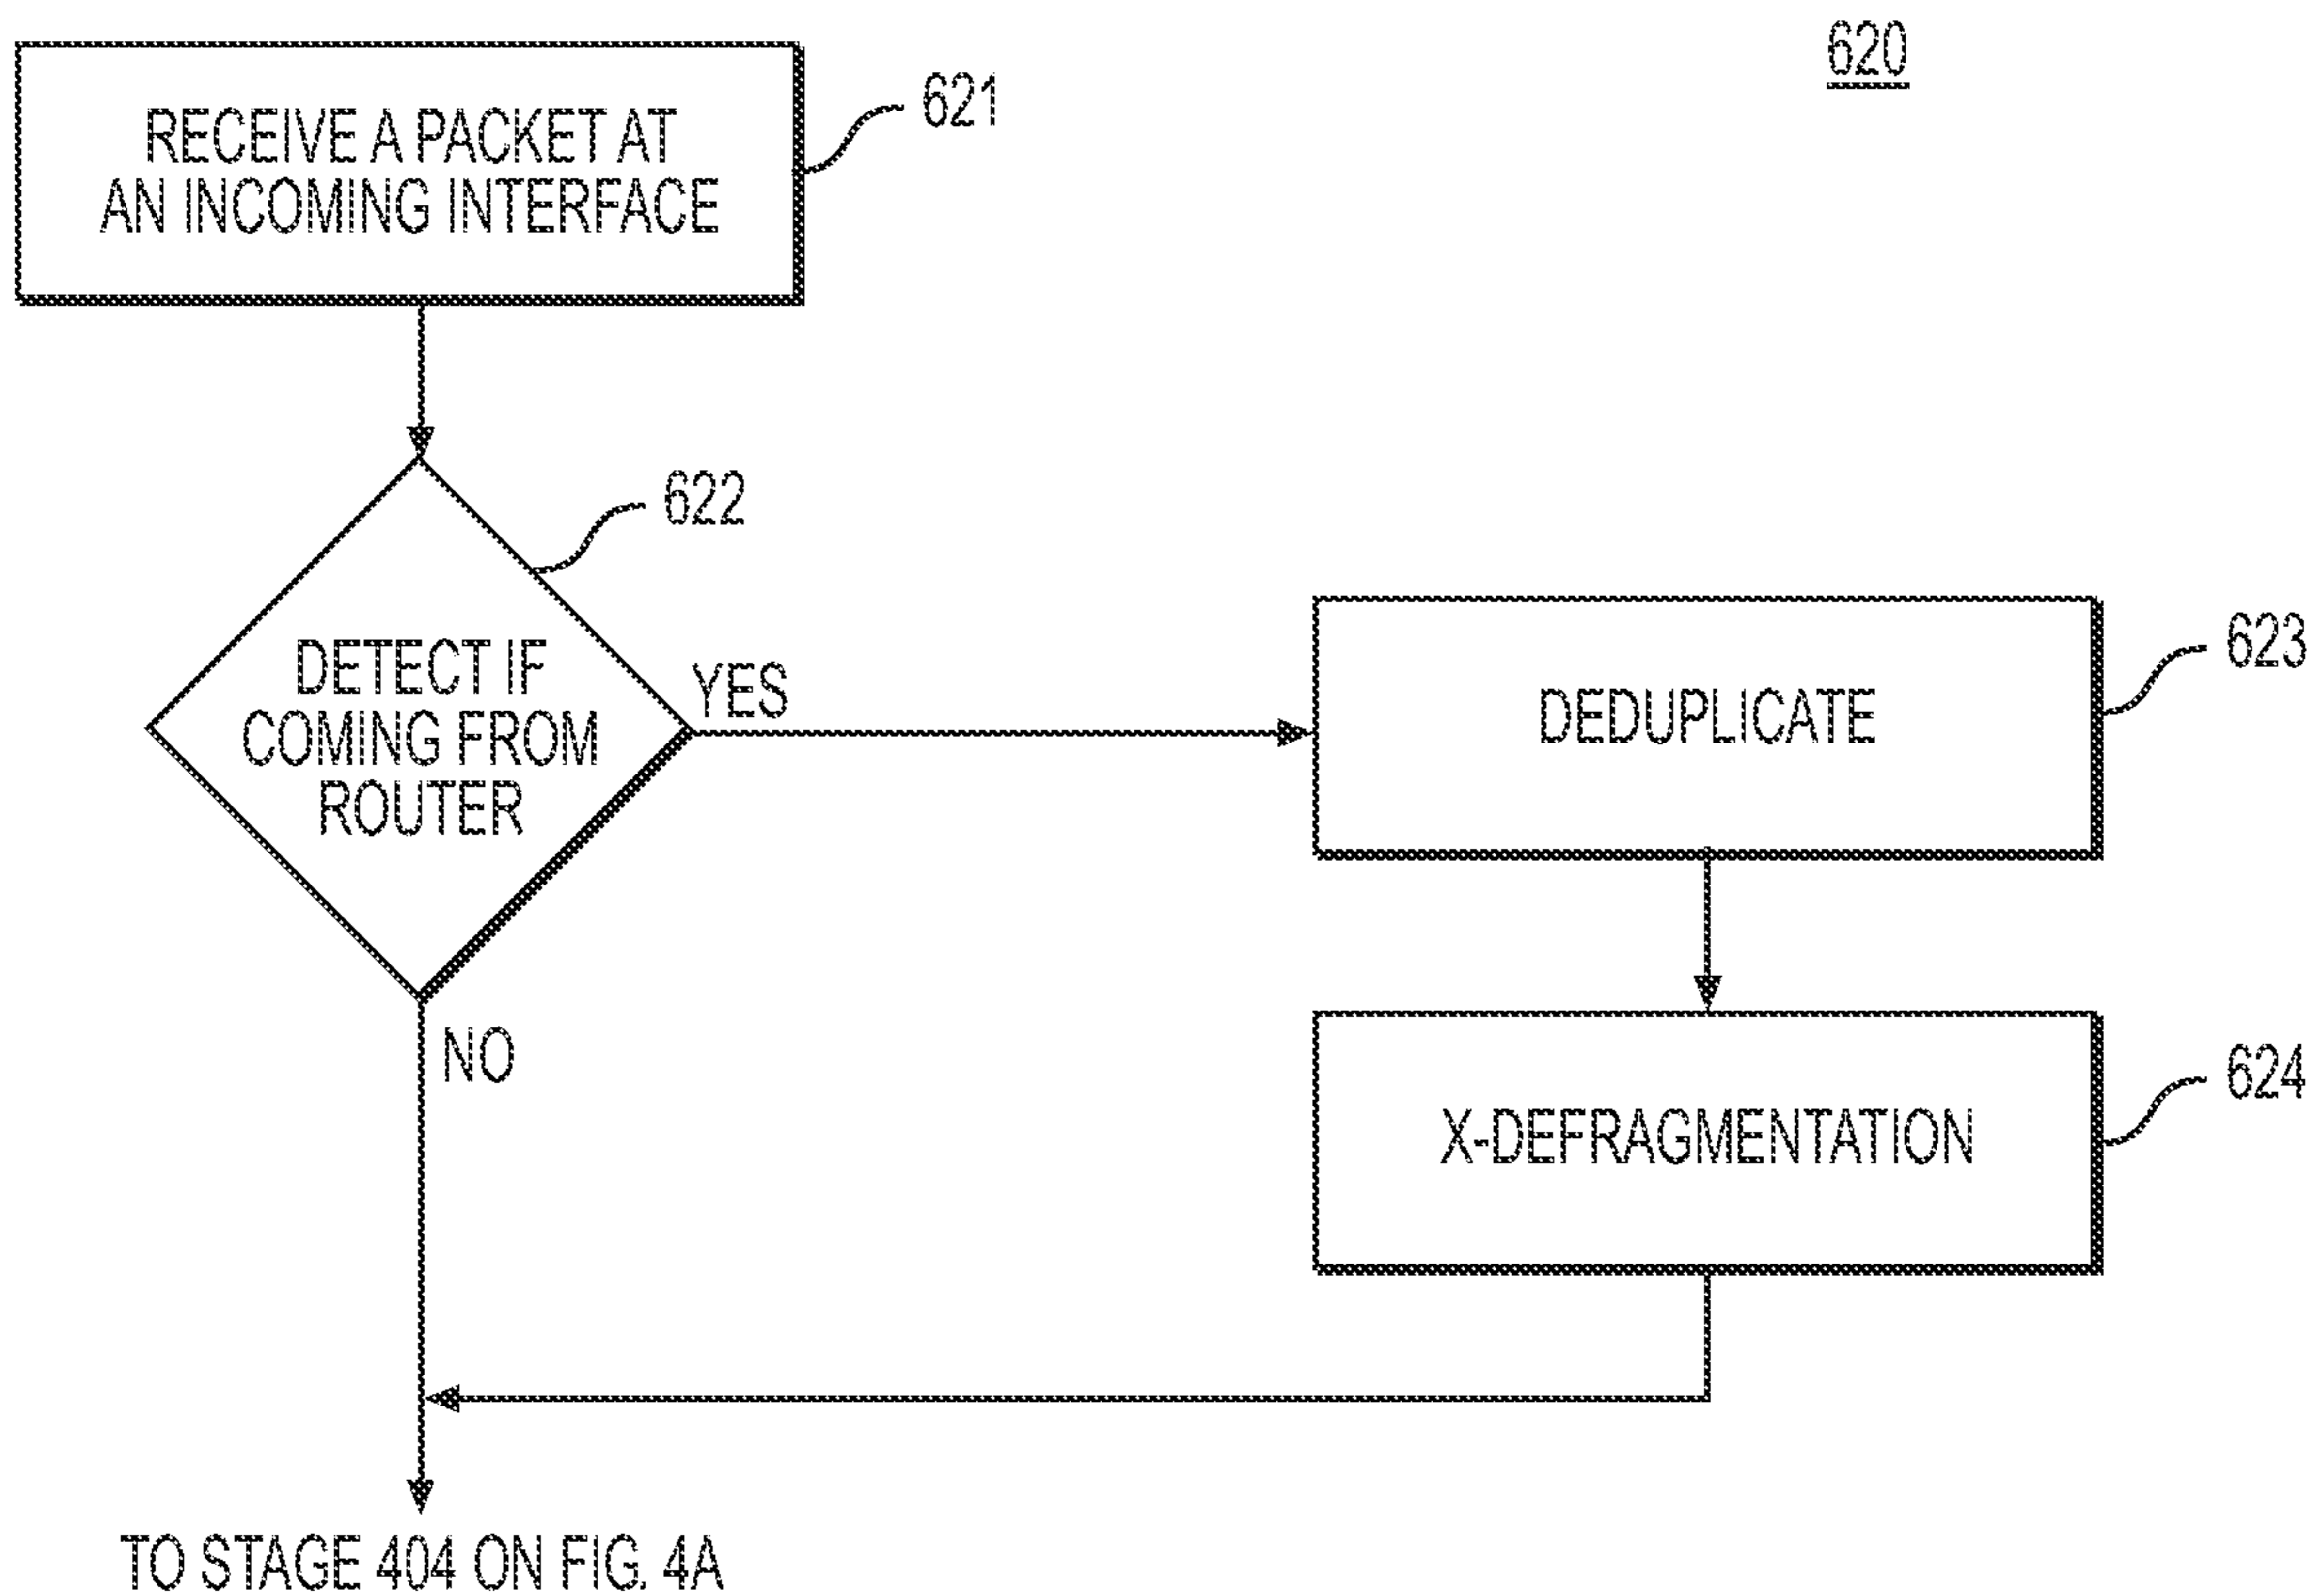 620
RECEIVE A PACKET AT
AN INCOMING INTERFACE
621
622
DETECT IF
COMING FROM
ROUTER
YES
NO
DEDUPLICATE
623
X-DEFRAGMENTATION
624
TO STAGE 404 ON FIG. 4A